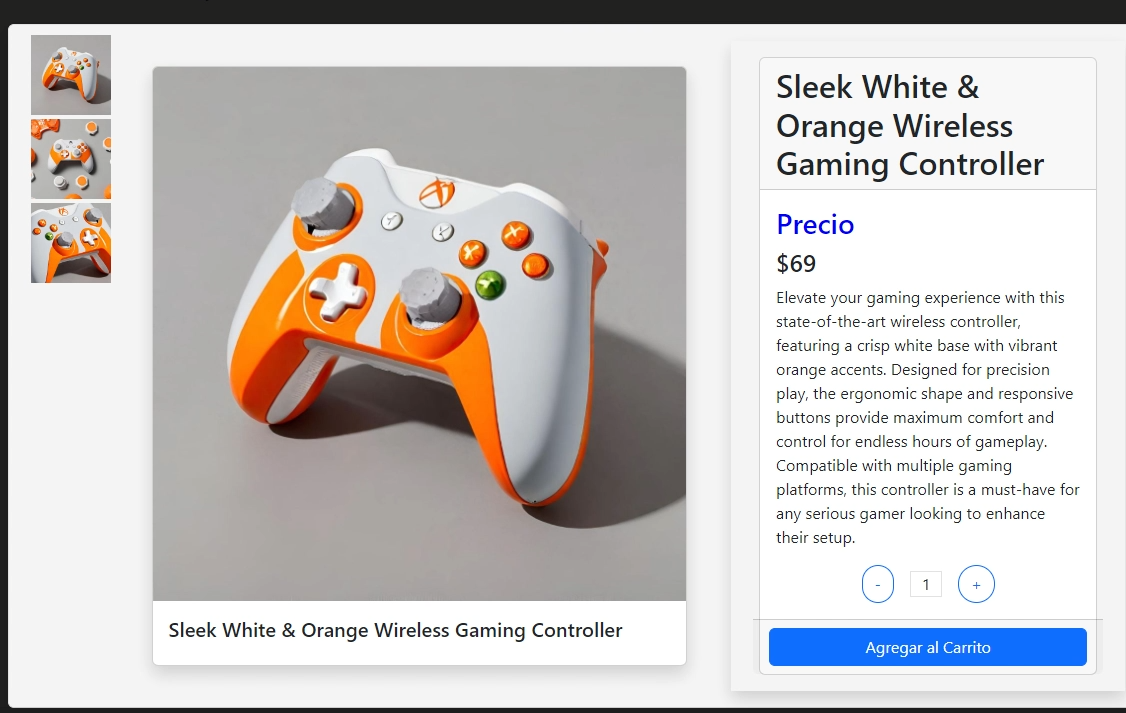 Sleek White &
Orange Wireless
Gaming Controller
Precio
$69
Elevate your gaming experience with this
state-of-the-art wireless controller,
featuring a crisp white base with vibrant
orange accents. Designed for precision
play, the ergonomic shape and responsive
buttons provide maximum comfort and
control for endless hours of gameplay.
Compatible with multiple gaming
platforms, this controller is a must-have for
any serious gamer looking to enhance
their setup.
- 1 +
Agregar al Carrito
Sleek White & Orange Wireless Gaming Controller